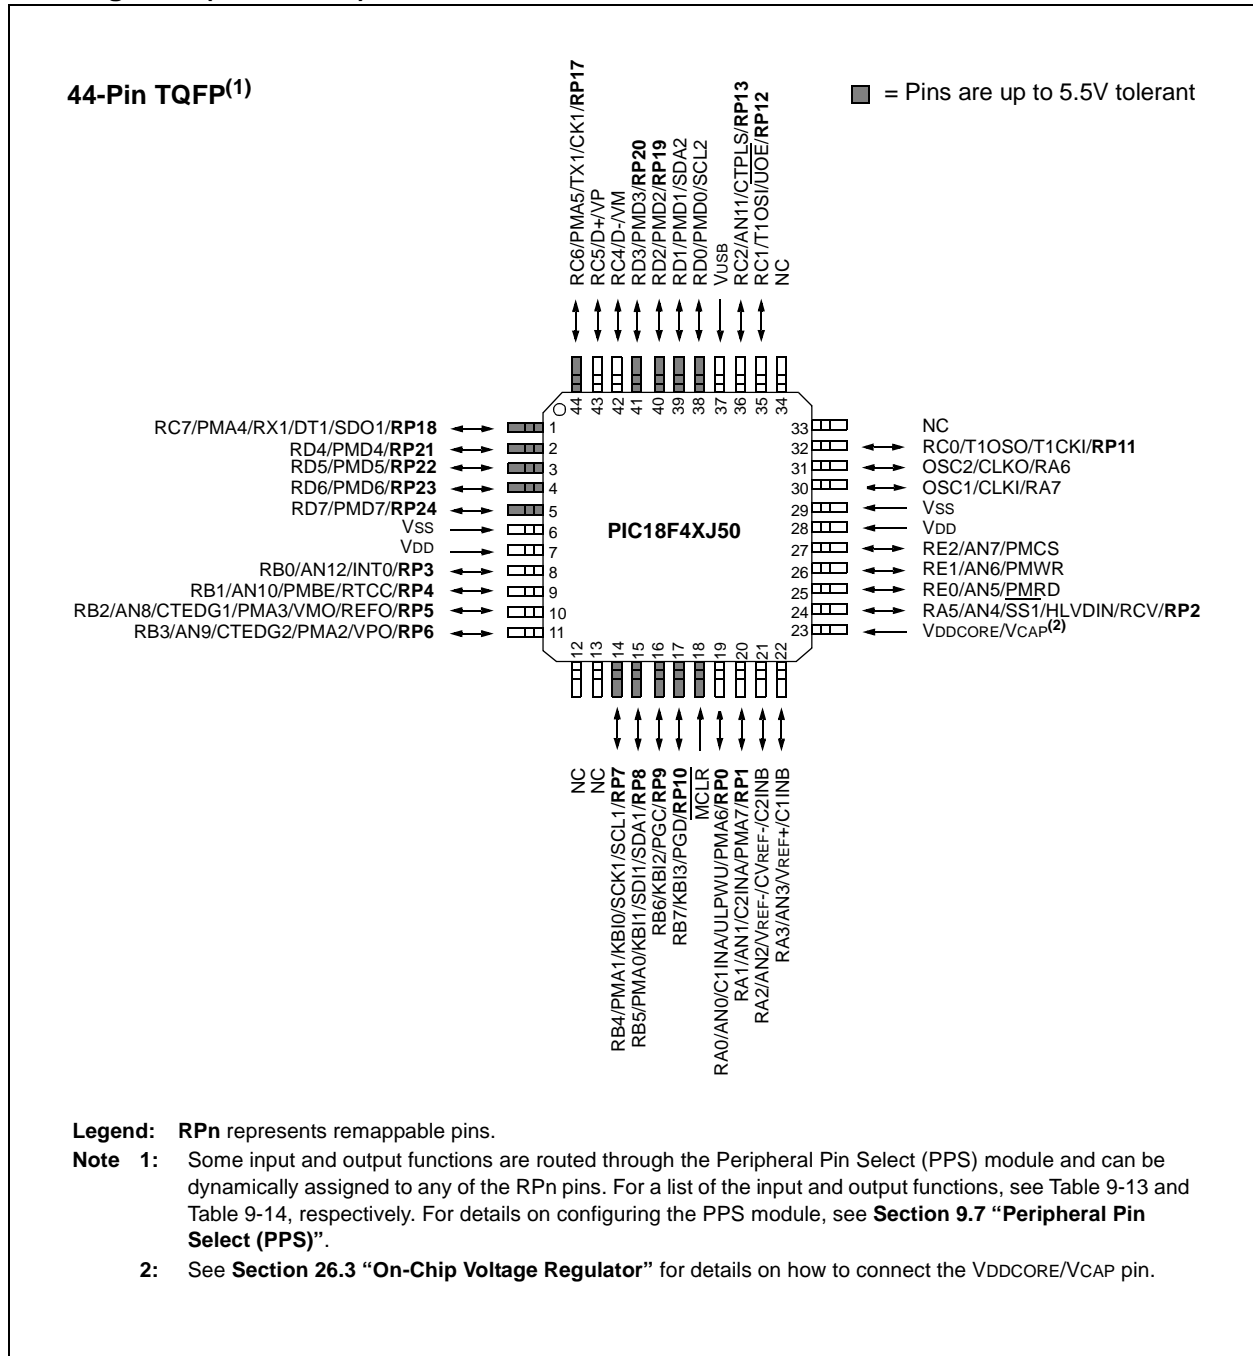 44-Pin TQFP(1)
= Pins are up to 5.5V tolerant
RC6/PMA5/TX1/CK1/RP17
RC5/D+/VP
RC4/D-/VM
RD3/PMD3/RP20
RD2/PMD2/RP19
RD1/PMD1/SDA2
RD0/PMD0/SCL2
VUSB
RC2/AN11/CTPLS/RP13
RC1/T1OSI/UOE/RP12
NC
44 43 42 41 40 39 38 37 36 35 34
RC7/PMA4/RX1/DT1/SDO1/RP18 1
RD4/PMD4/RP21 2
RD5/PMD5/RP22 3
RD6/PMD6/RP23 4
RD7/PMD7/RP24 5
VSS 6
VDD 7
RB0/AN12/INT0/RP3 8
RB1/AN10/PMBE/RTCC/RP4 9
RB2/AN8/CTEDG1/PMA3/VMO/REFO/RP5 10
RB3/AN9/CTEDG2/PMA2/VPO/RP6 11
PIC18F4XJ50
33 NC
32 RC0/T1OSO/T1CKI/RP11
31 OSC2/CLKO/RA6
30 OSC1/CLKI/RA7
29 VSS
28 VDD
27 RE2/AN7/PMCS
26 RE1/AN6/PMWR
25 RE0/AN5/PMRD
24 RA5/AN4/SS1/HLVDIN/RCV/RP2
23 VDDCORE/VCAP(2)
12 13 14 15 16 17 18 19 20 21 22
NC
NC
RB4/PMA1/KBI0/SCK1/SCL1/RP7
RB5/PMA0/KBI1/SDI1/SDA1/RP8
RB6/KBI2/PGC/RP9
RB7/KBI3/PGD/RP10
MCLR
RA0/AN0/C1INA/ULPWU/PMA6/RP0
RA1/AN1/C2INA/PMA7/RP1
RA2/AN2/VREF-/CVREF-/C2INB
RA3/AN3/VREF+/C1INB
Legend: RPn represents remappable pins.
Note 1: Some input and output functions are routed through the Peripheral Pin Select (PPS) module and can be
dynamically assigned to any of the RPn pins. For a list of the input and output functions, see Table 9-13 and
Table 9-14, respectively. For details on configuring the PPS module, see Section 9.7 “Peripheral Pin
Select (PPS)”.
2: See Section 26.3 “On-Chip Voltage Regulator” for details on how to connect the VDDCORE/VCAP pin.